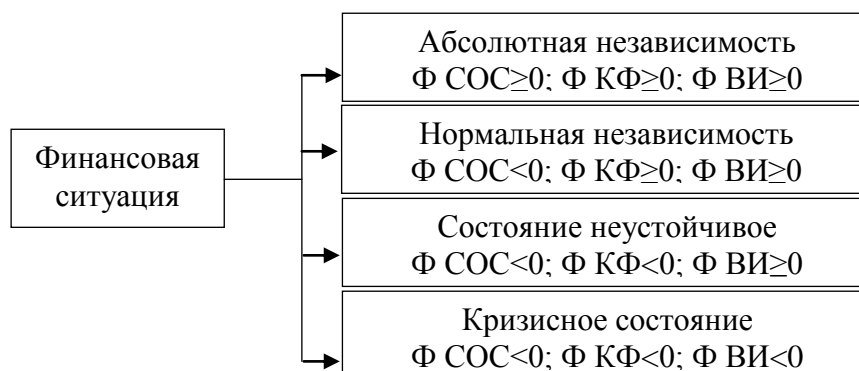 Финансовая
ситуация
Абсолютная независимость
Ф СОС≥0; Ф КФ≥0; Ф ВИ≥0
Нормальная независимость
Ф СОС<0; Ф КФ≥0; Ф ВИ≥0
Состояние неустойчивое
Ф СОС<0; Ф КФ<0; Ф ВИ≥0
Кризисное состояние
Ф СОС<0; Ф КФ<0; Ф ВИ<0